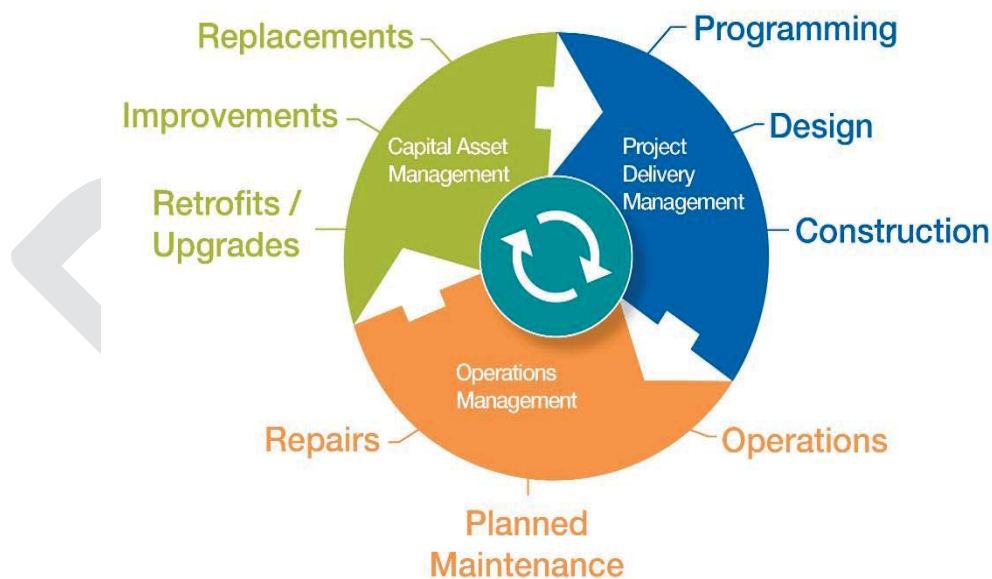 Replacements
Programming
Improvements
Design
Capital Asset
Management
Project
Delivery
Management
Retrofits /
Upgrades
Construction
Operations
Management
Repairs
Operations
Planned
Maintenance